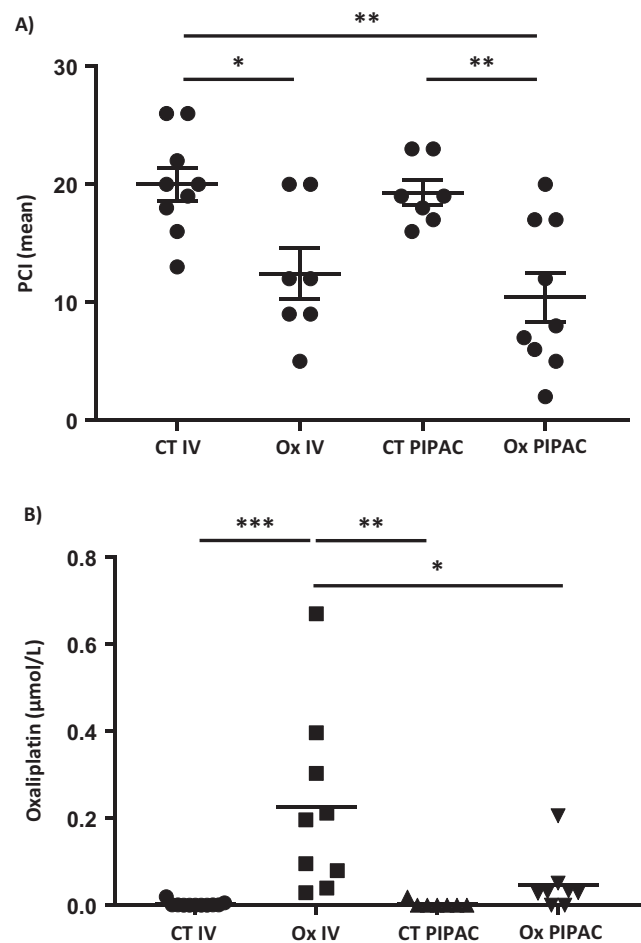 A)
**
* **
30
20
10
0
PCI (mean)
CT IV Ox IV CT PIPAC Ox PIPAC
B)
*** **
*
0.8
0.6
0.4
0.2
0.0
Oxaliplatin (μmol/L)
CT IV Ox IV CT PIPAC Ox PIPAC